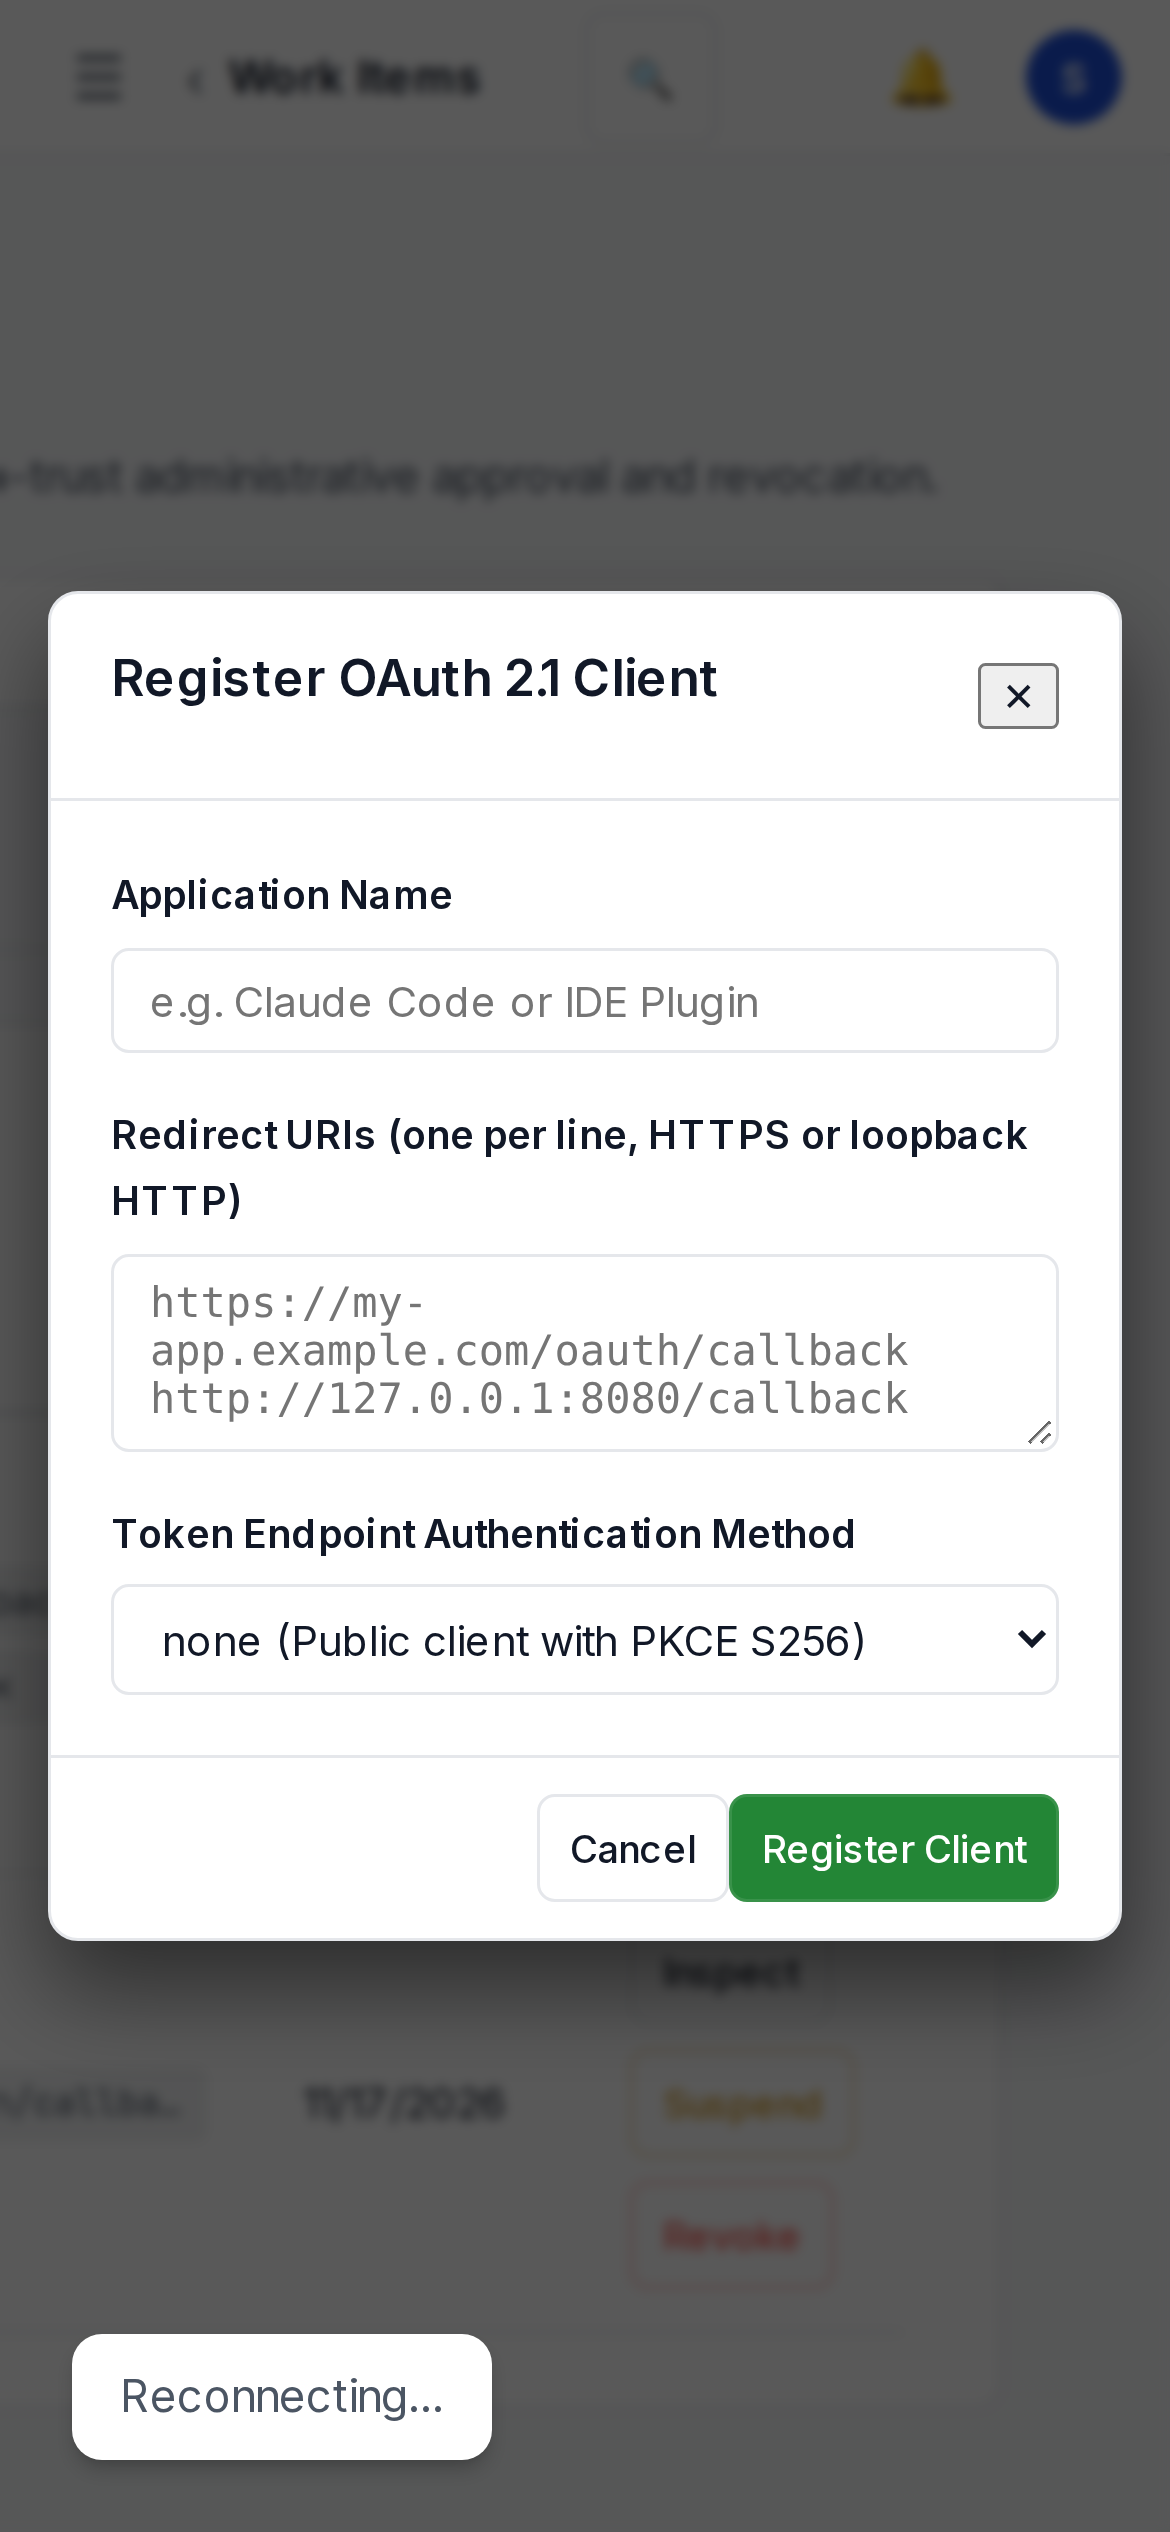 ‹ Work Items
S
-trust administrative approval and revocation.
Register OAuth 2.1 Client
×
Application Name
e.g. Claude Code or IDE Plugin
Redirect URIs (one per line, HTTPS or loopback
HTTP)
https://my-
app.example.com/oauth/callback
http://127.0.0.1:8080/callback
Token Endpoint Authentication Method
none (Public client with PKCE S256)
Cancel
Register Client
Inspect
/callba…
11/17/2026
Suspend
Revoke
Reconnecting...